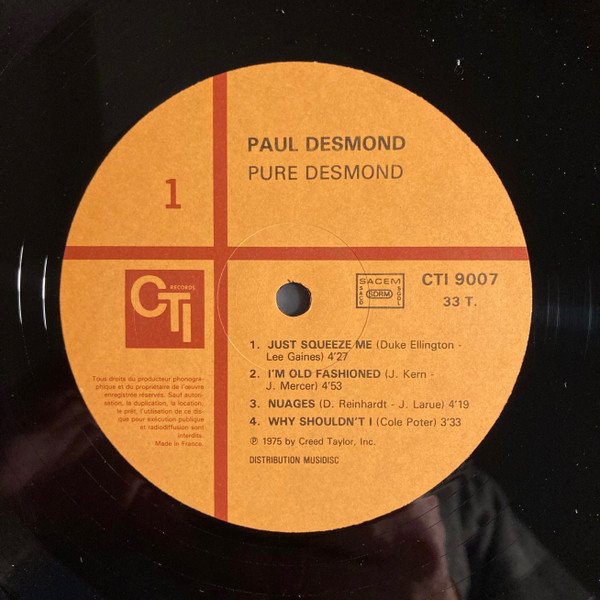 PAUL DESMOND
PURE DESMOND
1
CTI RECORDS
SACEM
SACD
SDRM
SGDL
CTI 9007
33 T.
1. JUST SQUEEZE ME (Duke Ellington -
Lee Gaines) 4'27
2. I'M OLD FASHIONED (J. Kern -
J. Mercer) 4'53
3. NUAGES (D. Reinhardt - J. Larue) 4'19
4. WHY SHOULDN'T I (Cole Poter) 3'33
℗ 1975 by Creed Taylor, Inc.
DISTRIBUTION MUSIDISC
Tous droits du producteur phonogra-
phique et du propriétaire de l'œuvre
enregistrée réservés. Sauf autori-
sation, la duplication, la location,
le prêt, l'utilisation de ce dis-
que pour exécution publique
et radiodiffusion sont
interdits.
Made in France.